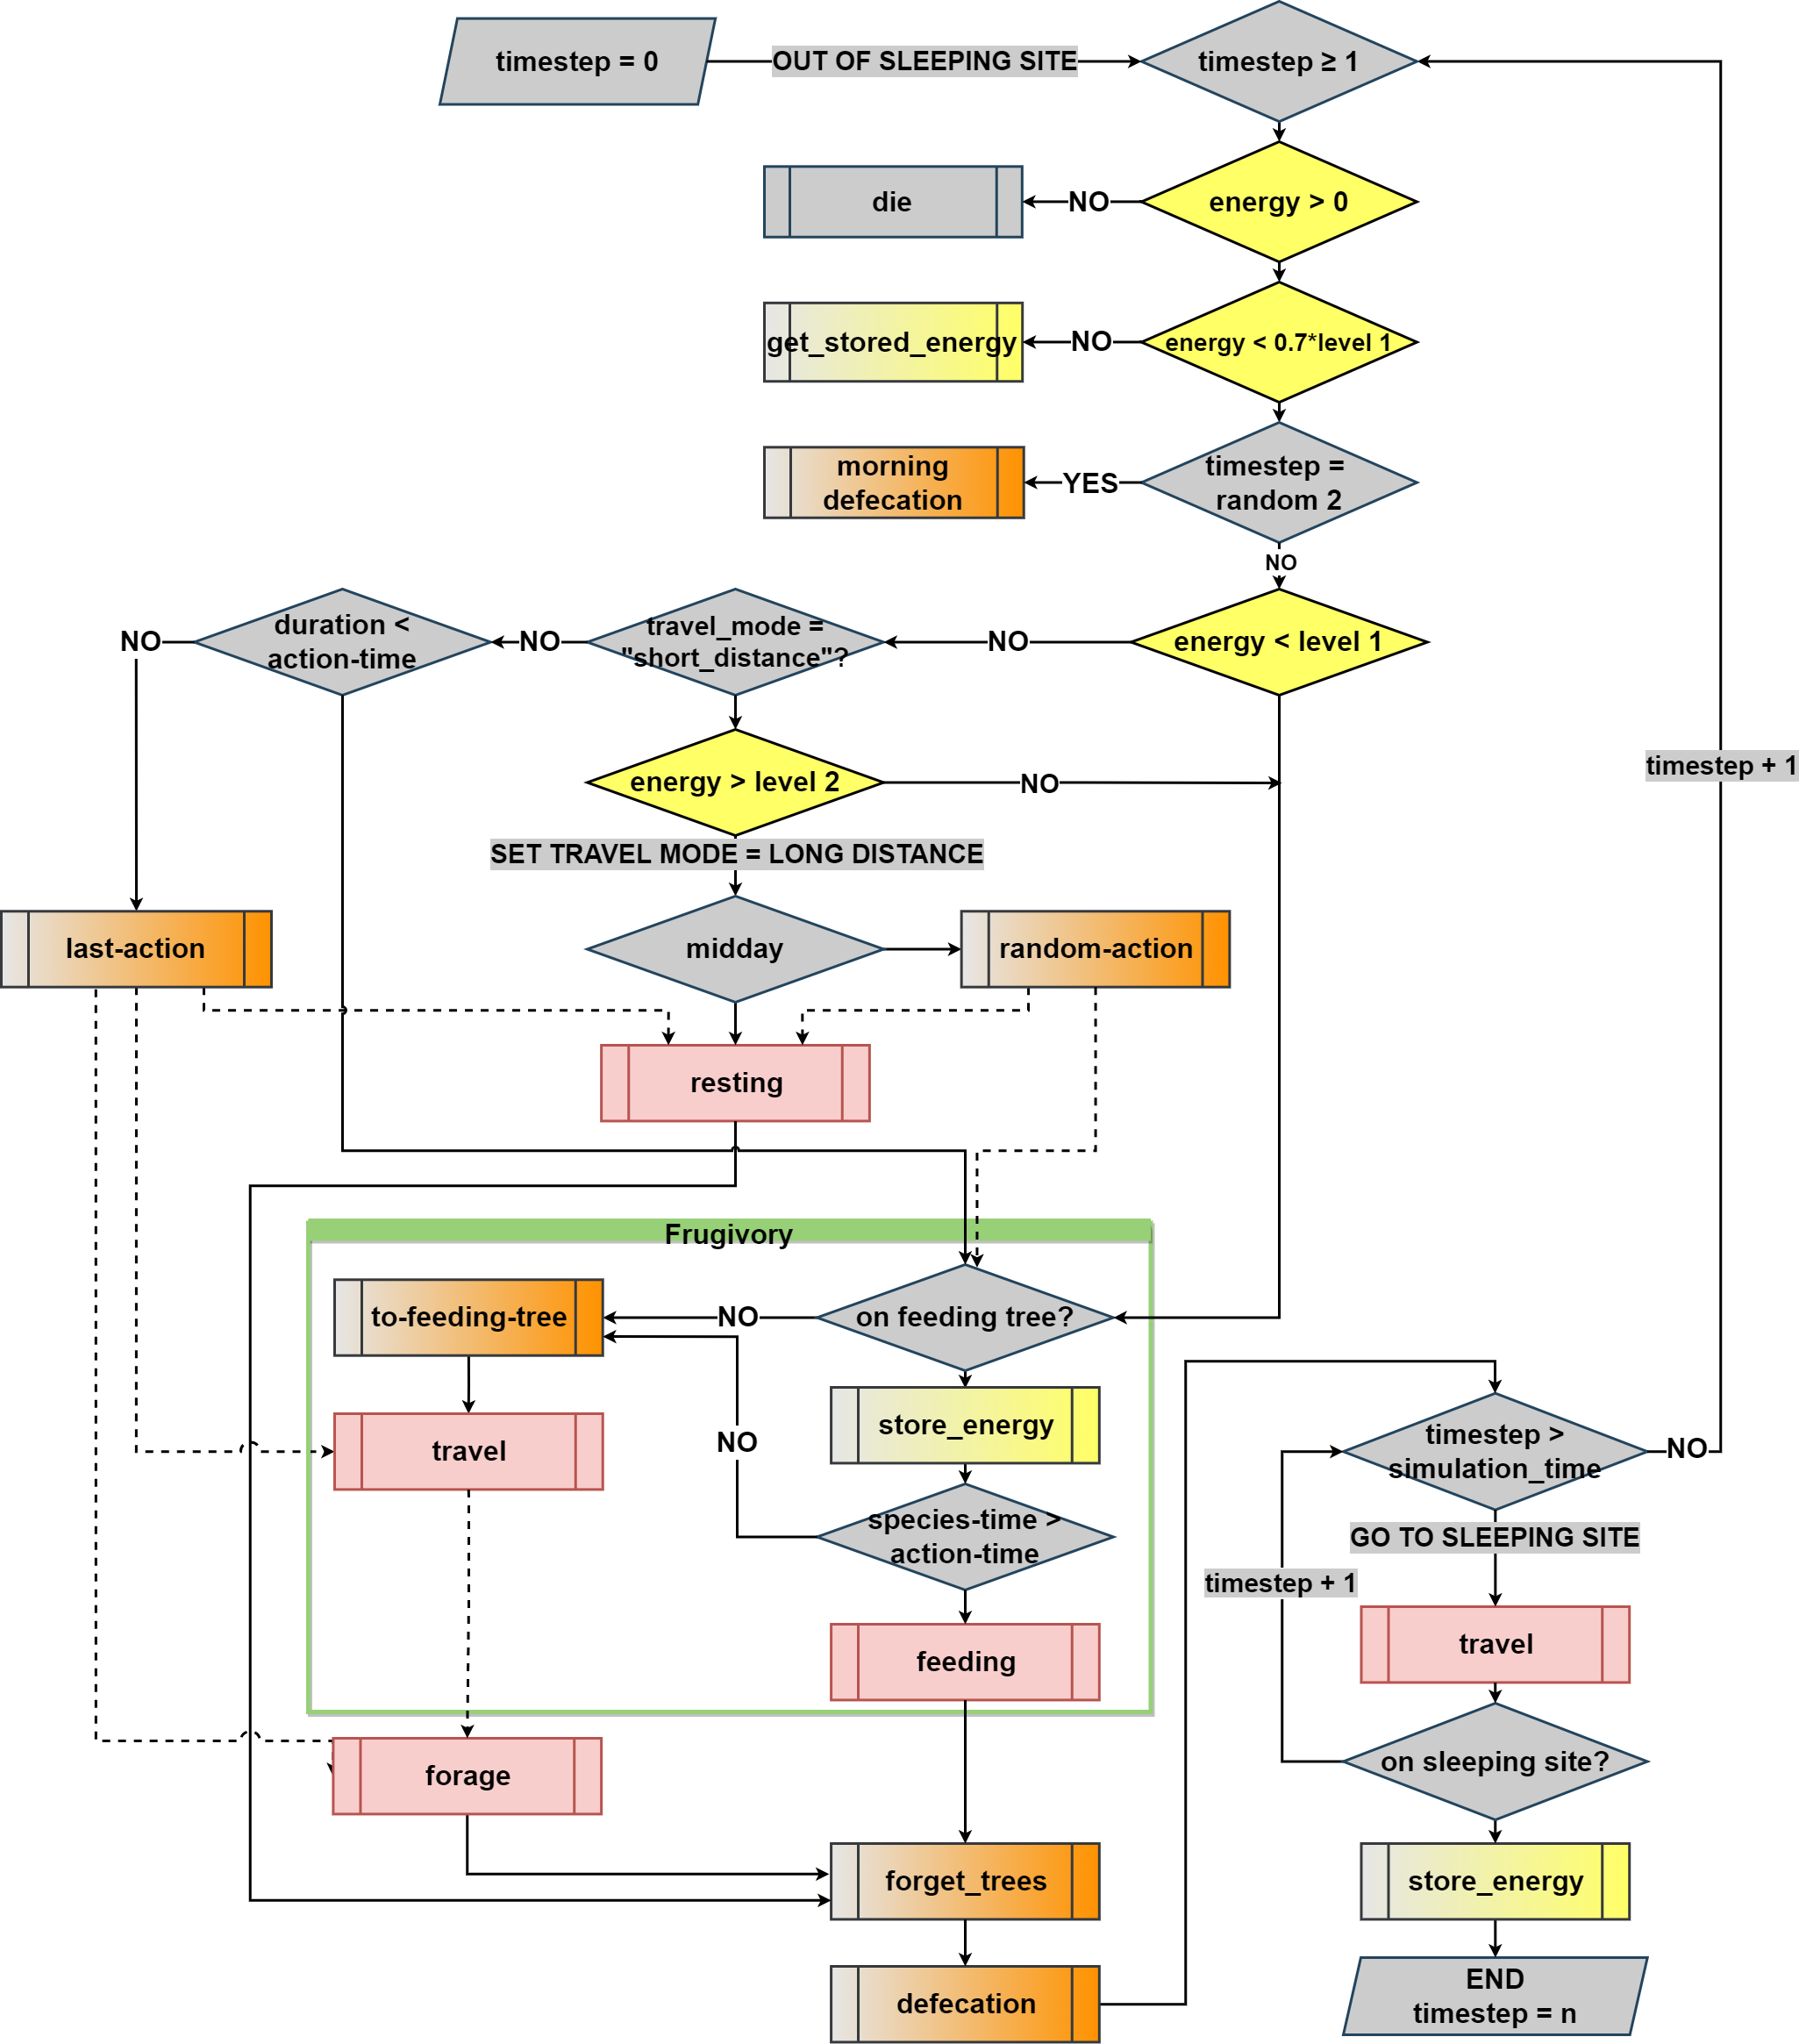 timestep = 0
OUT OF SLEEPING SITE
timestep ≥ 1
die
NO
energy > 0
get_stored_energy
NO
energy < 0.7*level 1
morning
defecation
YES
timestep =
random 2
NO
NO
duration <
action-time
NO
travel_mode =
"short_distance"?
NO
energy < level 1
energy > level 2
NO
timestep + 1
SET TRAVEL MODE = LONG DISTANCE
last-action
midday
random-action
resting
Frugivory
to-feeding-tree
NO
on feeding tree?
travel
NO
store_energy
species-time >
action-time
feeding
timestep >
simulation_time
NO
GO TO SLEEPING SITE
timestep + 1
travel
on sleeping site?
forage
forget_trees
store_energy
defecation
END
timestep = n